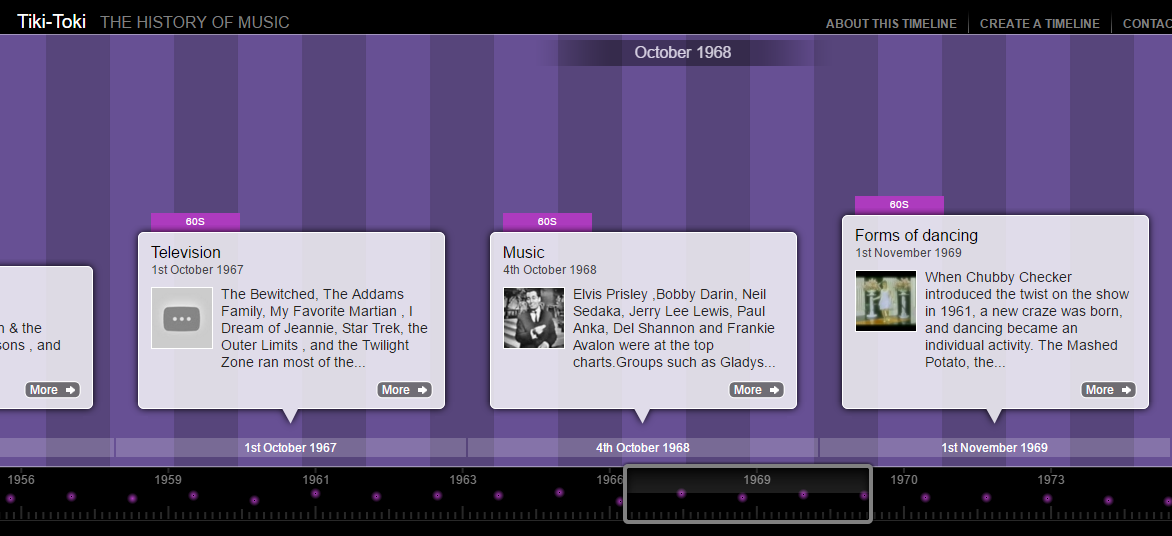 Tiki-Toki THE HISTORY OF MUSIC
ABOUT THIS TIMELINE CREATE A TIMELINE CONTAC
October 1968
n & the
sons , and
More
60S
Television
1st October 1967
The Bewitched, The Addams
Family, My Favorite Martian , I
Dream of Jeannie, Star Trek, the
Outer Limits , and the Twilight
Zone ran most of the...
More
60S
Music
4th October 1968
Elvis Prisley ,Bobby Darin, Neil
Sedaka, Jerry Lee Lewis, Paul
Anka, Del Shannon and Frankie
Avalon were at the top
charts.Groups such as Gladys...
More
60S
Forms of dancing
1st November 1969
When Chubby Checker
introduced the twist on the show
in 1961, a new craze was born,
and dancing became an
individual activity. The Mashed
Potato, the...
More
1st October 1967 4th October 1968 1st November 1969
1956 1959 1961 1963 1966 1969 1970 1973